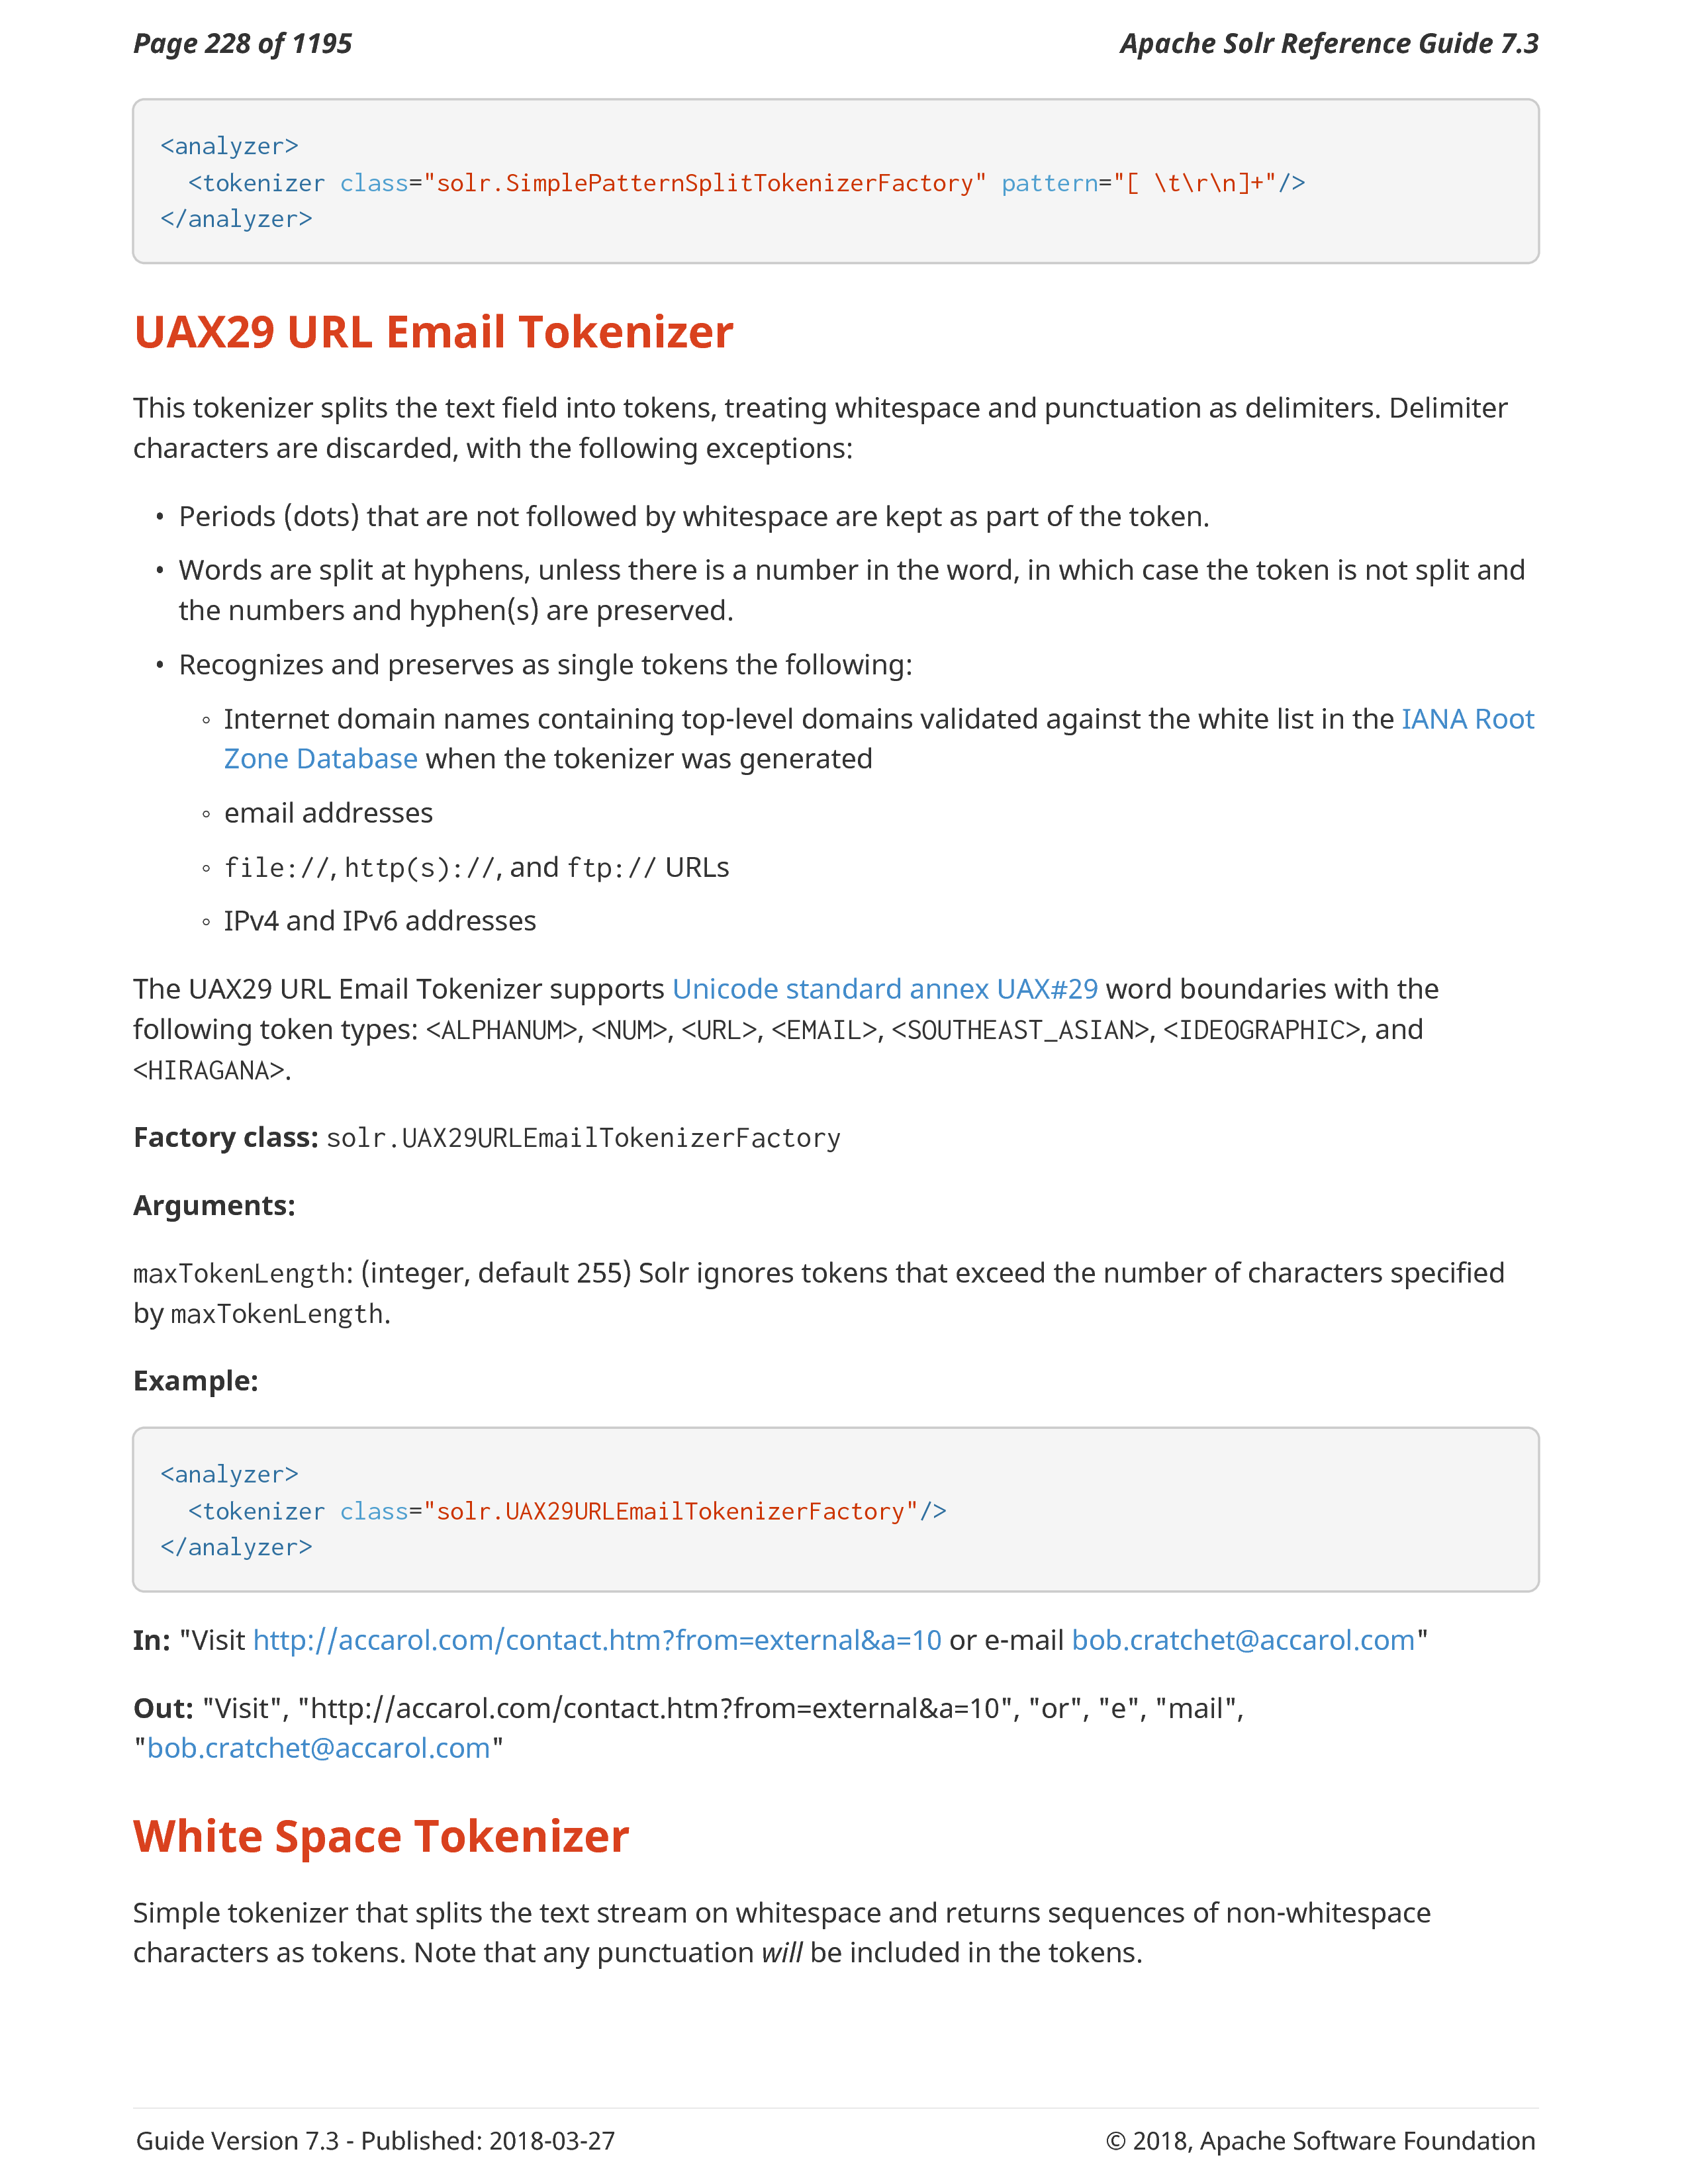 Page 228 of 1195
Apache Solr Reference Guide 7.3
<analyzer>
  <tokenizer class="solr.SimplePatternSplitTokenizerFactory" pattern="[ \t\r\n]+"/>
</analyzer>
UAX29 URL Email Tokenizer
This tokenizer splits the text field into tokens, treating whitespace and punctuation as delimiters. Delimiter
characters are discarded, with the following exceptions:
• Periods (dots) that are not followed by whitespace are kept as part of the token.
• Words are split at hyphens, unless there is a number in the word, in which case the token is not split and
the numbers and hyphen(s) are preserved.
• Recognizes and preserves as single tokens the following:
◦ Internet domain names containing top-level domains validated against the white list in the IANA Root
Zone Database when the tokenizer was generated
◦ email addresses
◦ file://, http(s)://, and ftp:// URLs
◦ IPv4 and IPv6 addresses
The UAX29 URL Email Tokenizer supports Unicode standard annex UAX#29 word boundaries with the
following token types: <ALPHANUM>, <NUM>, <URL>, <EMAIL>, <SOUTHEAST_ASIAN>, <IDEOGRAPHIC>, and
<HIRAGANA>.
Factory class: solr.UAX29URLEmailTokenizerFactory
Arguments:
maxTokenLength: (integer, default 255) Solr ignores tokens that exceed the number of characters specified
by maxTokenLength.
Example:
<analyzer>
  <tokenizer class="solr.UAX29URLEmailTokenizerFactory"/>
</analyzer>
In: "Visit http://accarol.com/contact.htm?from=external&a=10 or e-mail bob.cratchet@accarol.com"
Out: "Visit", "http://accarol.com/contact.htm?from=external&a=10", "or", "e", "mail",
"bob.cratchet@accarol.com"
White Space Tokenizer
Simple tokenizer that splits the text stream on whitespace and returns sequences of non-whitespace
characters as tokens. Note that any punctuation will be included in the tokens.
Guide Version 7.3 - Published: 2018-03-27
© 2018, Apache Software Foundation